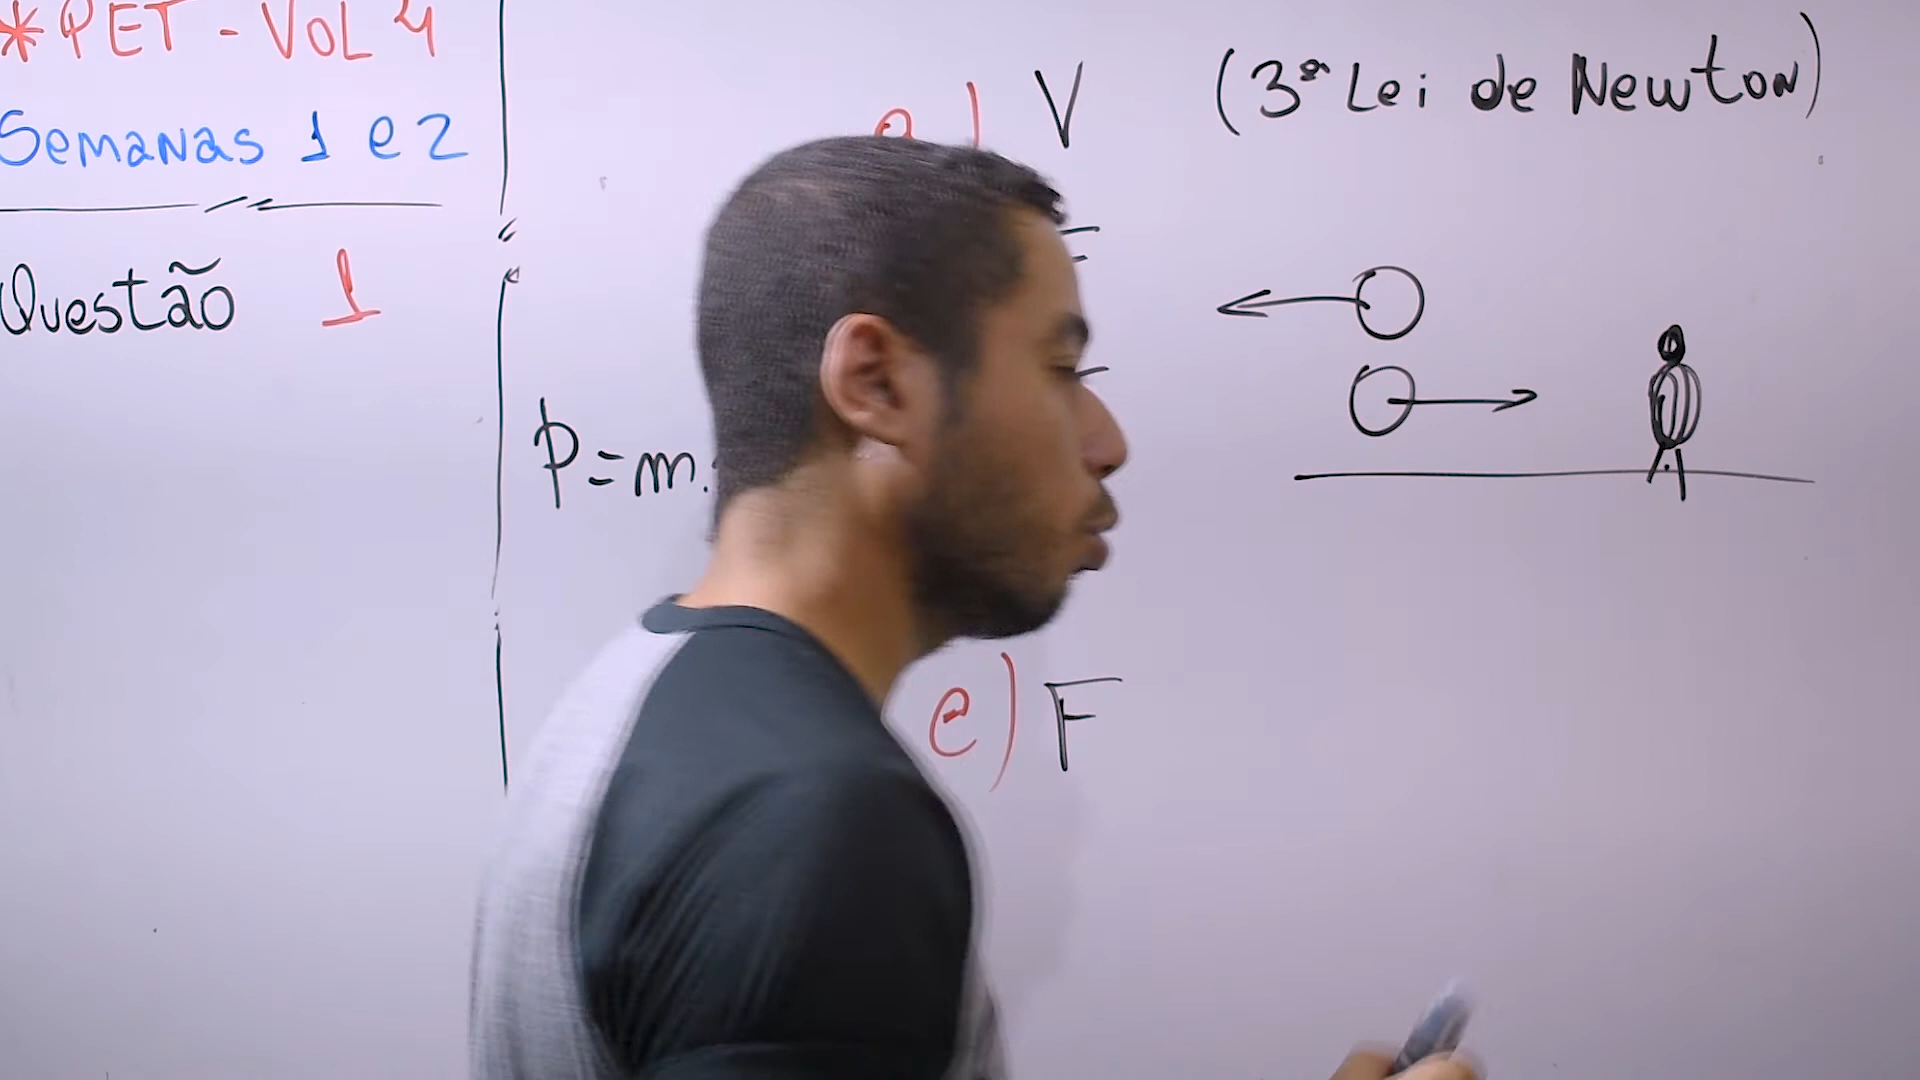 *PET - VOL 4
Semanas 1 e 2
Questão 1
a) V (3ª Lei de Newton)
P=m.
e) F